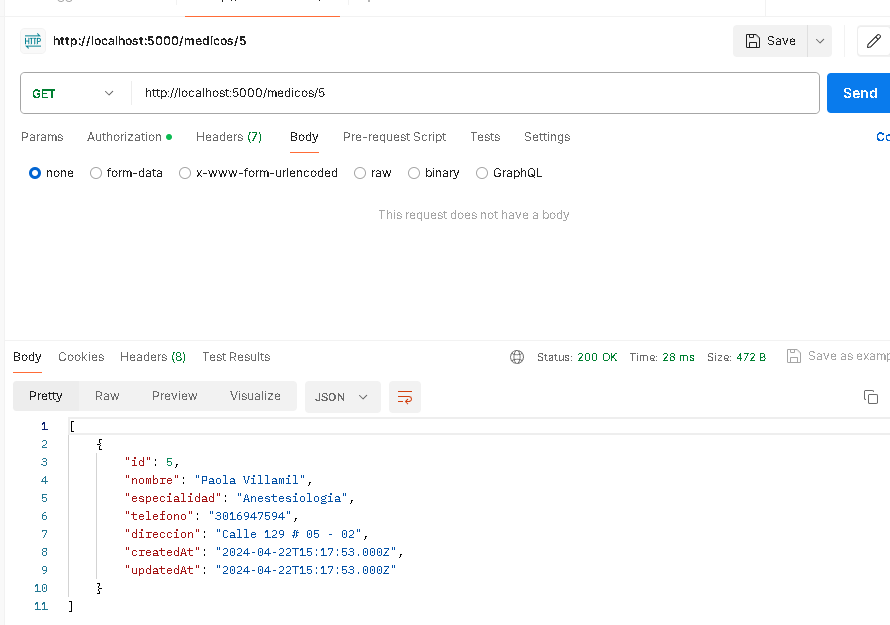 HTTP http://localhost:5000/medicos/5 Save
GET http://localhost:5000/medicos/5 Send
Params Authorization Headers (7) Body Pre-request Script Tests Settings
none form-data x-www-form-urlencoded raw binary GraphQL
This request does not have a body
Body Cookies Headers (8) Test Results Status: 200 OK Time: 28 ms Size: 472 B Save as examp
Pretty Raw Preview Visualize JSON
1 [
2 {
3 "id": 5,
4 "nombre": "Paola Villamil",
5 "especialidad": "Anestesiologia",
6 "telefono": "3016947594",
7 "direccion": "Calle 129 # 05 - 02",
8 "createdAt": "2024-04-22T15:17:53.000Z",
9 "updatedAt": "2024-04-22T15:17:53.000Z"
10 }
11 ]